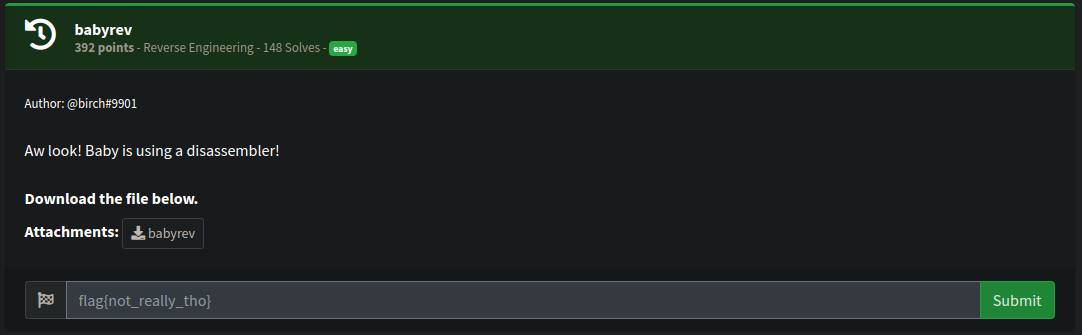 babyrev
392 points - Reverse Engineering - 148 Solves - easy
Author: @birch#9901
Aw look! Baby is using a disassembler!
Download the file below.
Attachments: babyrev
flag{not_really_tho} Submit